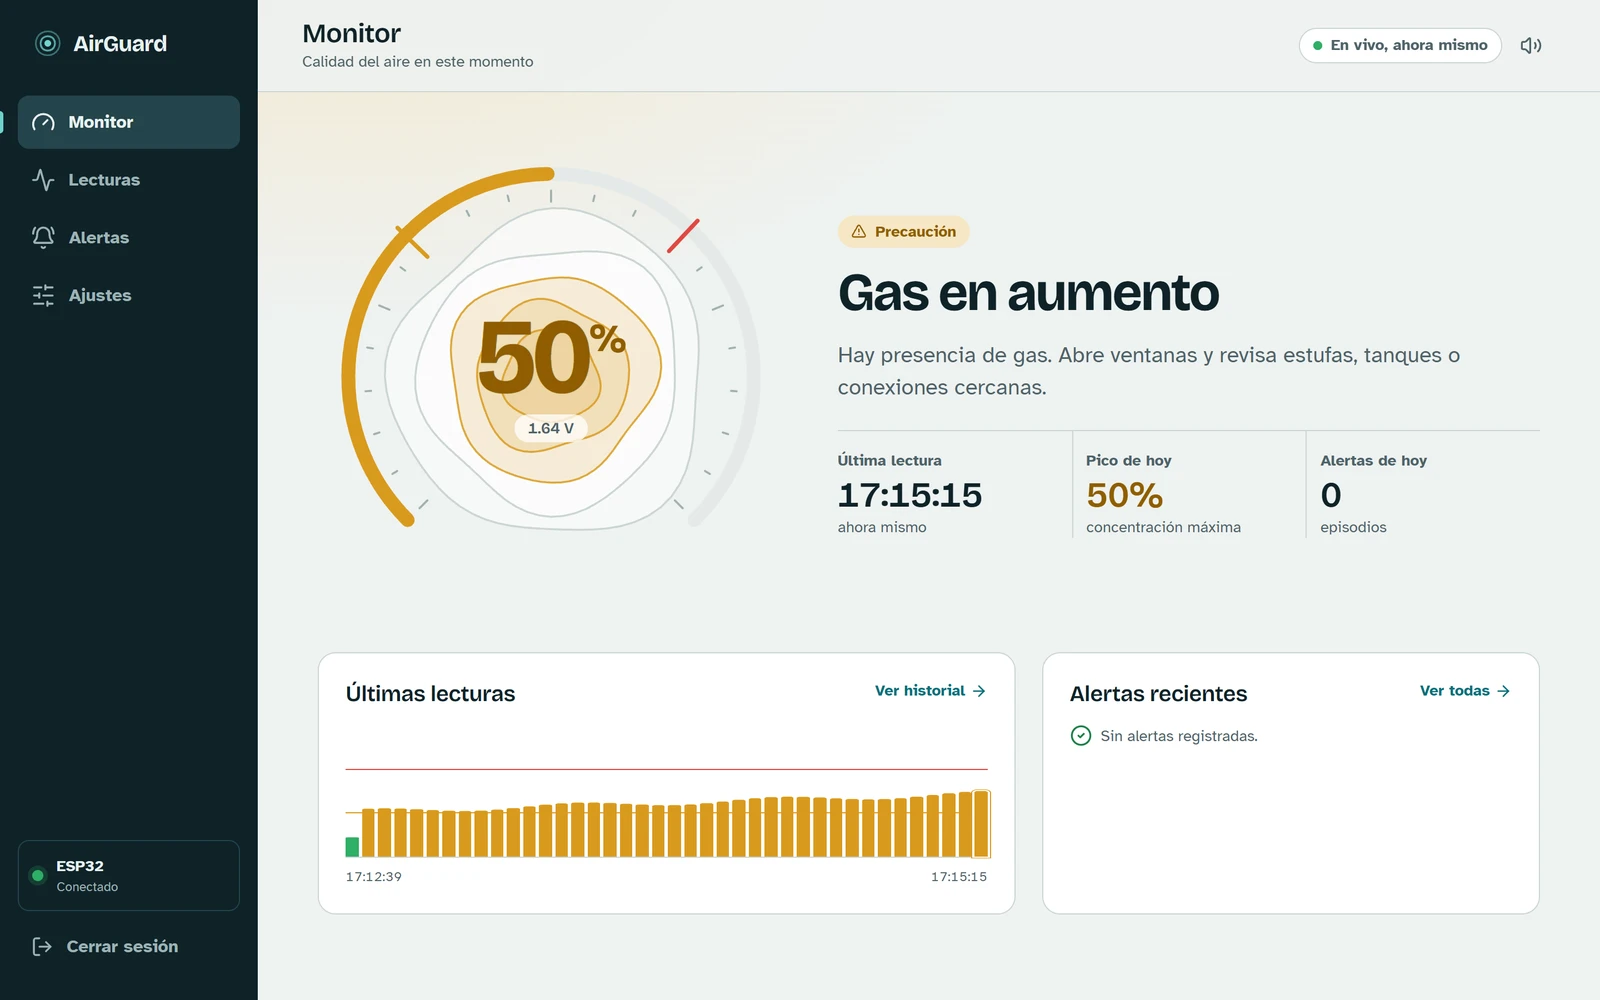 AirGuard
Monitor
Lecturas
Alertas
Ajustes
ESP32
Conectado
Cerrar sesión
Monitor
Calidad del aire en este momento
En vivo, ahora mismo
50%
1.64 V
Precaución
Gas en aumento
Hay presencia de gas. Abre ventanas y revisa estufas, tanques o
conexiones cercanas.
Última lectura
17:15:15
ahora mismo
Pico de hoy
50%
concentración máxima
Alertas de hoy
0
episodios
Últimas lecturas
Ver historial
17:12:39
17:15:15
Alertas recientes
Ver todas
Sin alertas registradas.